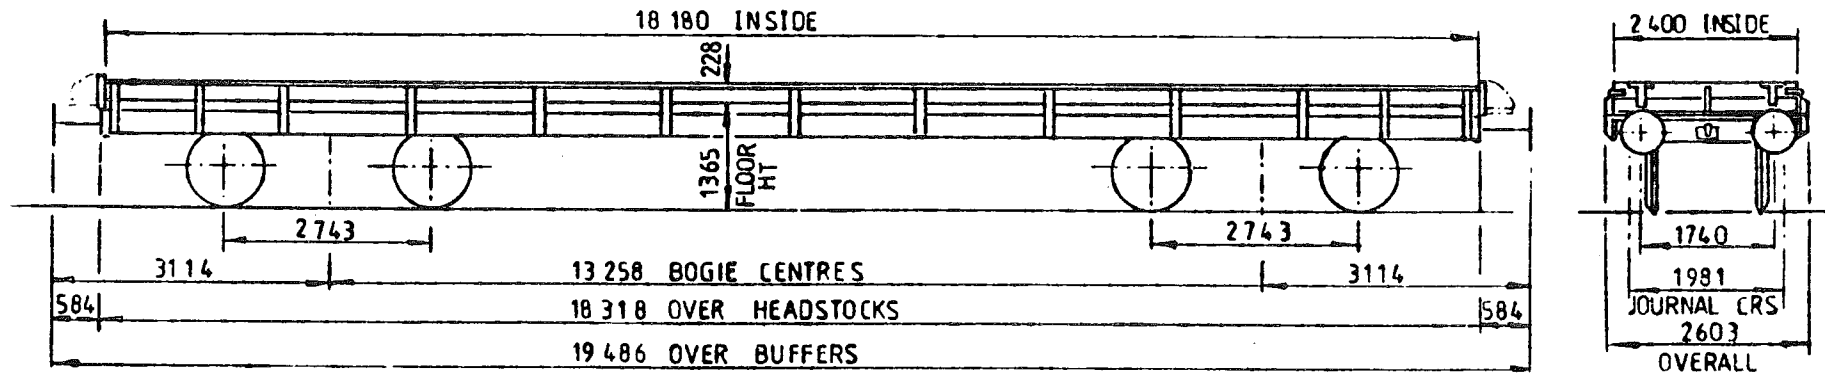 18 180 INSIDE
2 400 INSIDE
228
1365
FLOOR
HT
2743
2743
1740
3114
13 258 BOGIE CENTRES
3114
1981
JOURNAL CRS
584
18 318 OVER HEADSTOCKS
584
2603
OVERALL
19 486 OVER BUFFERS